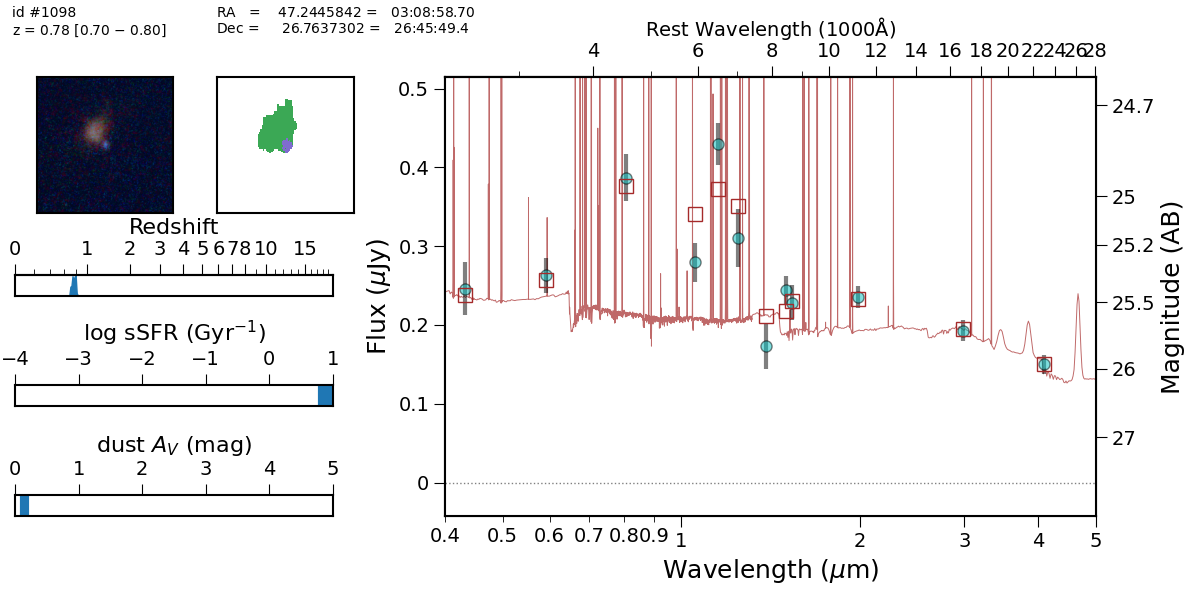 id #1098
z = 0.78 [0.70 − 0.80]
RA = 47.2445842 = 03:08:58.70
Dec = 26.7637302 = 26:45:49.4
Redshift
0 1 2 3 4 5 6 7 8 10 15
log sSFR (Gyr⁻¹)
−4 −3 −2 −1 0 1
dust A_V (mag)
0 1 2 3 4 5
Rest Wavelength (1000Å)
4 6 8 10 12 14 16 18 20 22 24 26 28
Flux (μJy)
0.5
0.4
0.3
0.2
0.1
0
24.7
25
25.2
25.5
26
27
Magnitude (AB)
0.4 0.5 0.6 0.7 0.8 0.9 1 2 3 4 5
Wavelength (μm)